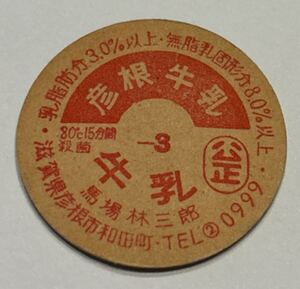 ・乳脂肪分3.0%以上・無脂乳固形分8.0%以上・
彦根牛乳
80℃15分間
殺菌
-3
公正
牛乳
馬場林三郎
滋賀県彦根市和田町・TEL②0999